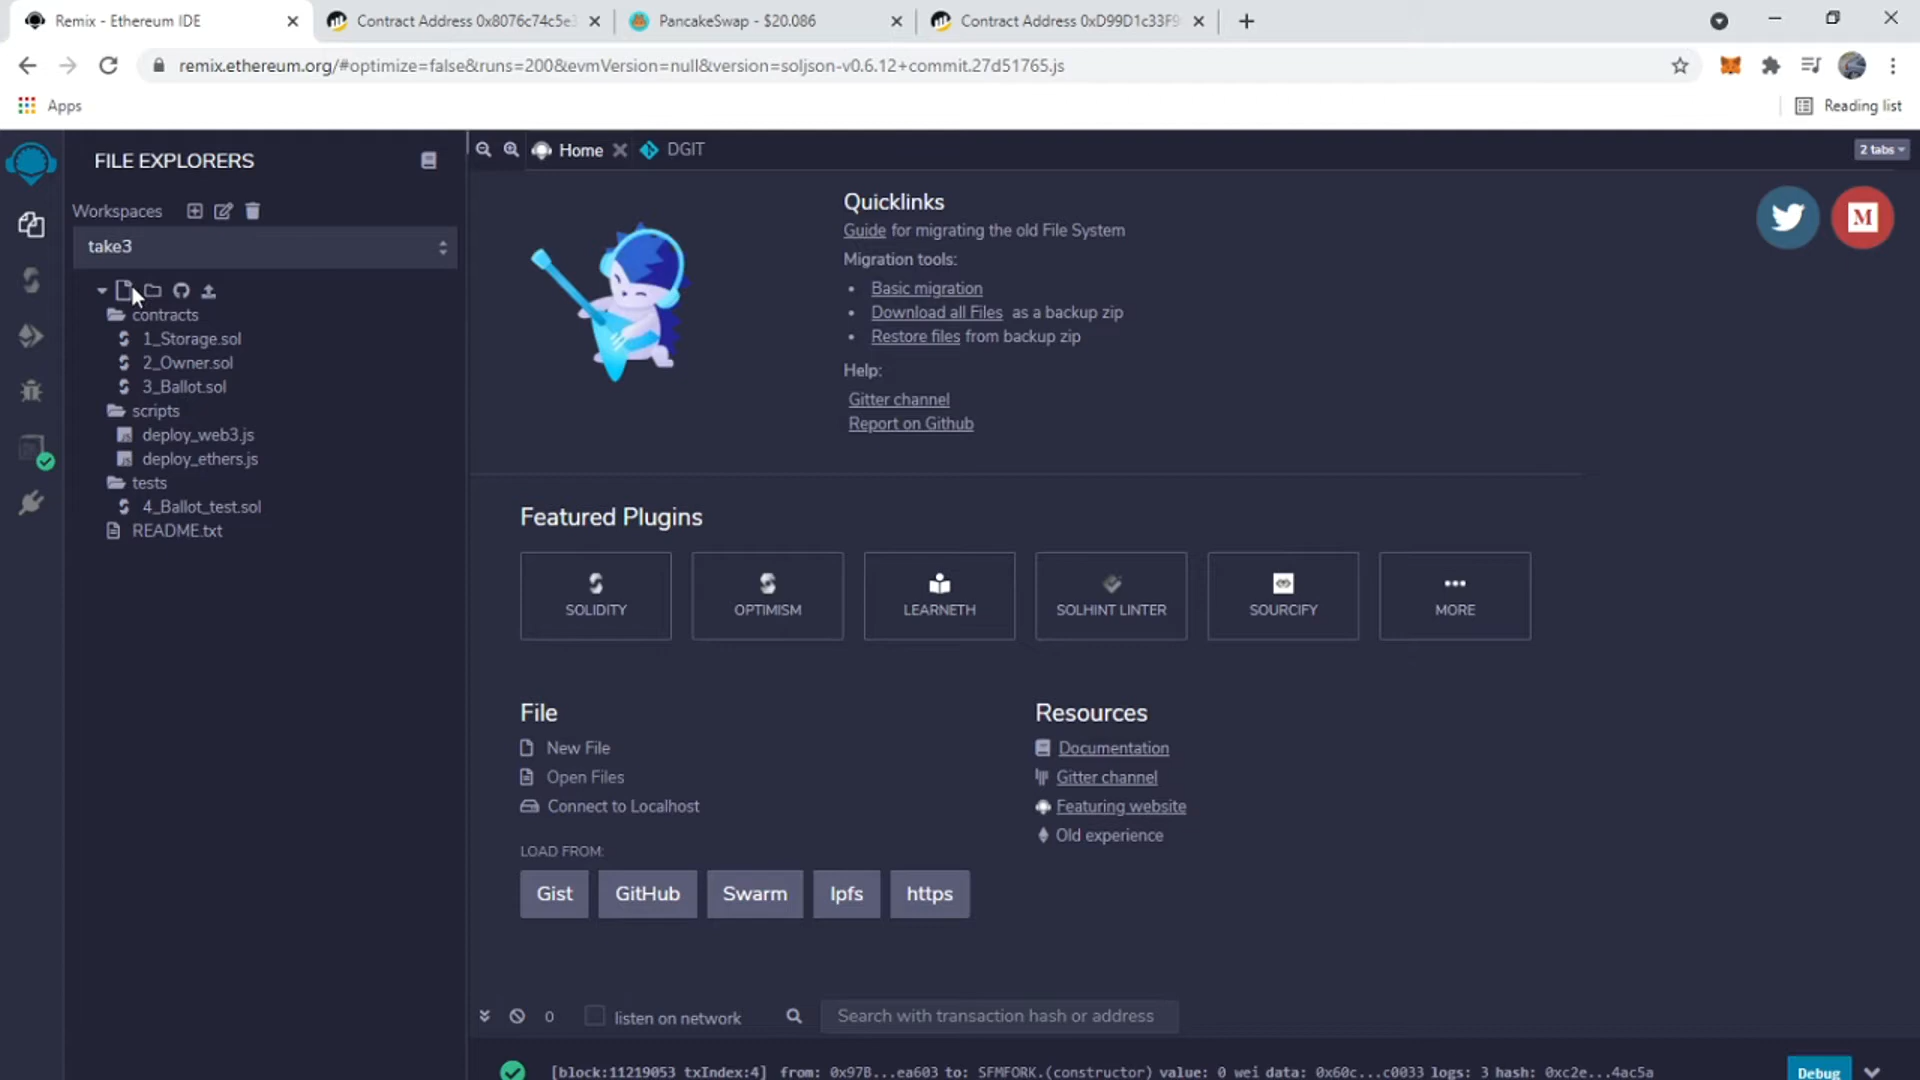 Remix - Ethereum IDE
Contract Address 0x8076c74c5e3
PancakeSwap - $20.086
Contract Address 0xD99D1c33F9
remix.ethereum.org/#optimize=false&runs=200&evmVersion=null&version=soljson-v0.6.12+commit.27d51765.js
Apps
Reading list
FILE EXPLORERS
Home
DGIT
2 tabs
Workspaces
take3
contracts
1_Storage.sol
2_Owner.sol
3_Ballot.sol
scripts
deploy_web3.js
deploy_ethers.js
tests
4_Ballot_test.sol
README.txt
Quicklinks
Guide for migrating the old File System
Migration tools:
• Basic migration
• Download all Files as a backup zip
• Restore files from backup zip
Help:
Gitter channel
Report on Github
M
Featured Plugins
SOLIDITY
OPTIMISM
LEARNETH
SOLHINT LINTER
SOURCIFY
MORE
File
New File
Open Files
Connect to Localhost
LOAD FROM:
Gist
GitHub
Swarm
Ipfs
https
Resources
Documentation
Gitter channel
Featuring website
Old experience
0
listen on network
Search with transaction hash or address
[block:11219053 txIndex:4] from: 0x97B...ea603 to: SFMFORK.(constructor) value: 0 wei data: 0x60c...c0033 logs: 3 hash: 0xc2e...4ac5a
Debug